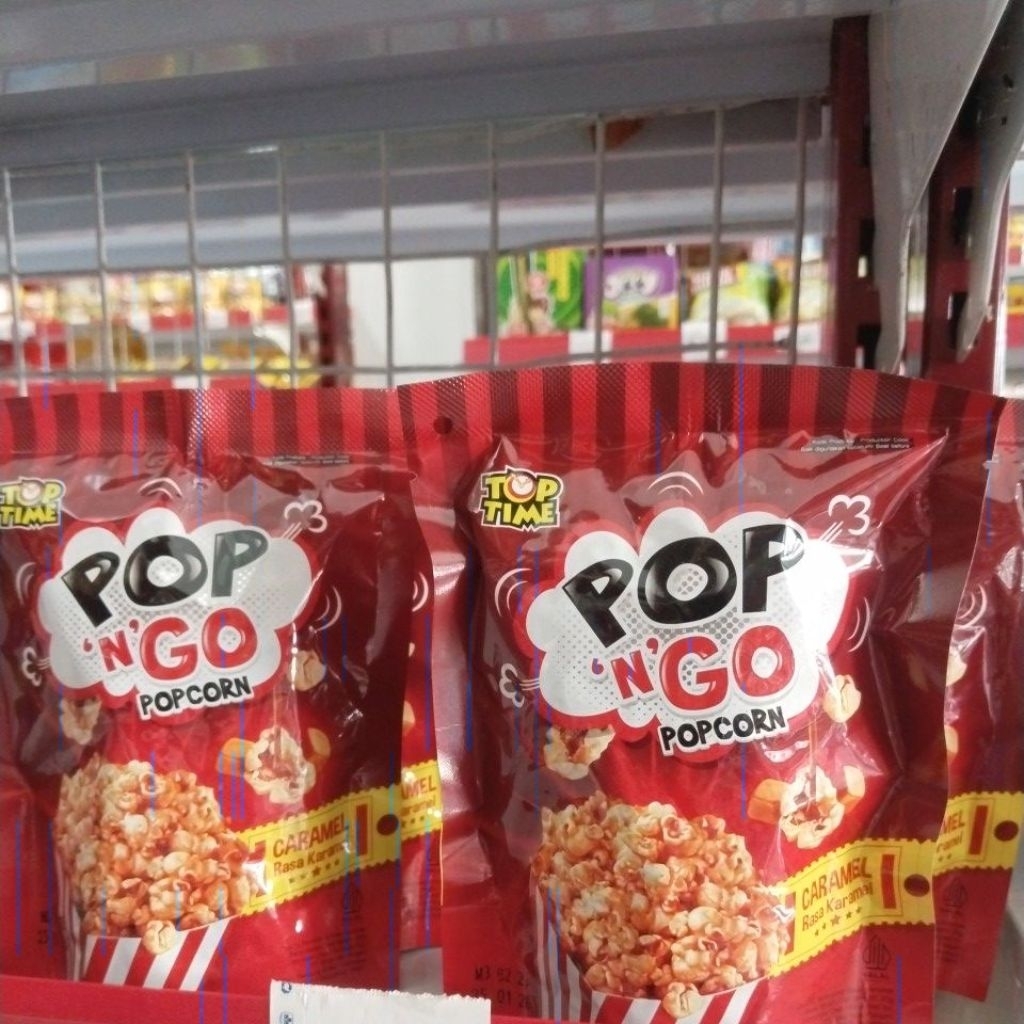 TOP
TIME
POP
'N'GO
POPCORN
CARAMEL
Rasa Karamel
TOP
TIME
POP
'N'GO
POPCORN
CARAMEL
Rasa Karamel